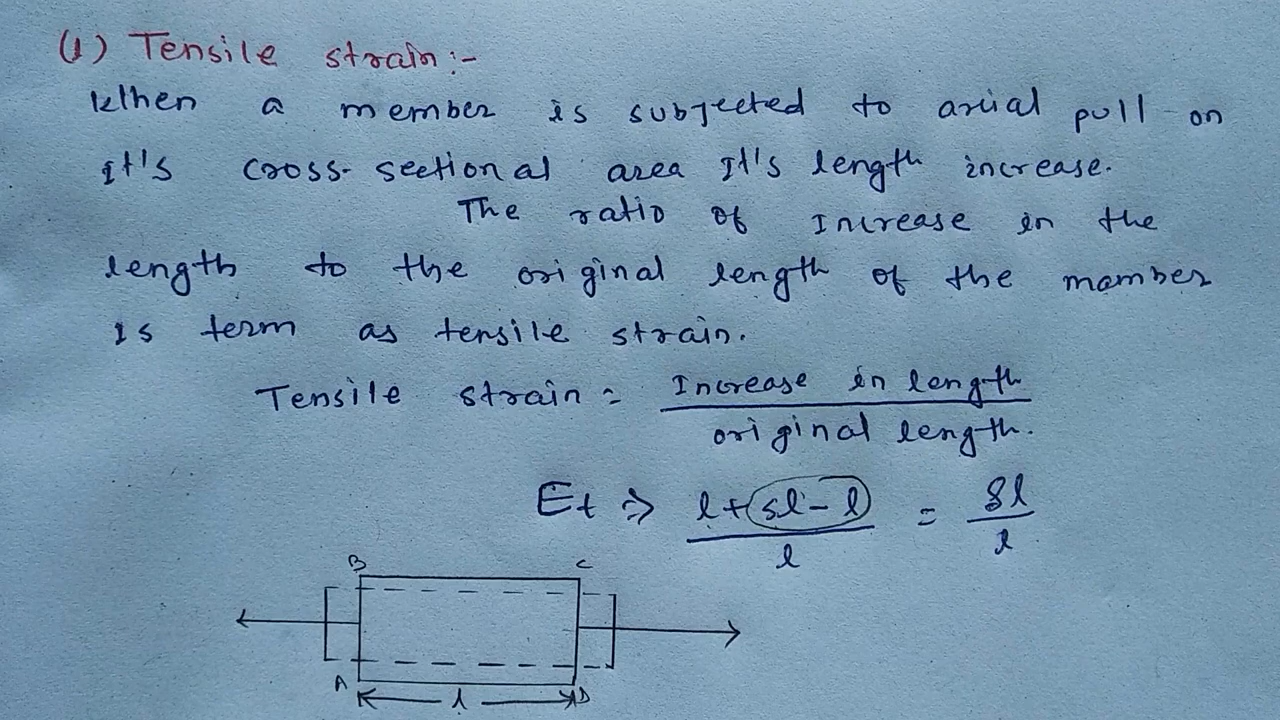 (1) Tensile strain:-
When a member is subjected to axial pull on
It's cross-sectional area It's length increase.
The ratio of Increase in the
length to the original length of the mamber
Is term as tensile strain.
Tensile strain = Increase in length
original length.
Et ⇒ l+δl-l = δl
l l
B C
A l D